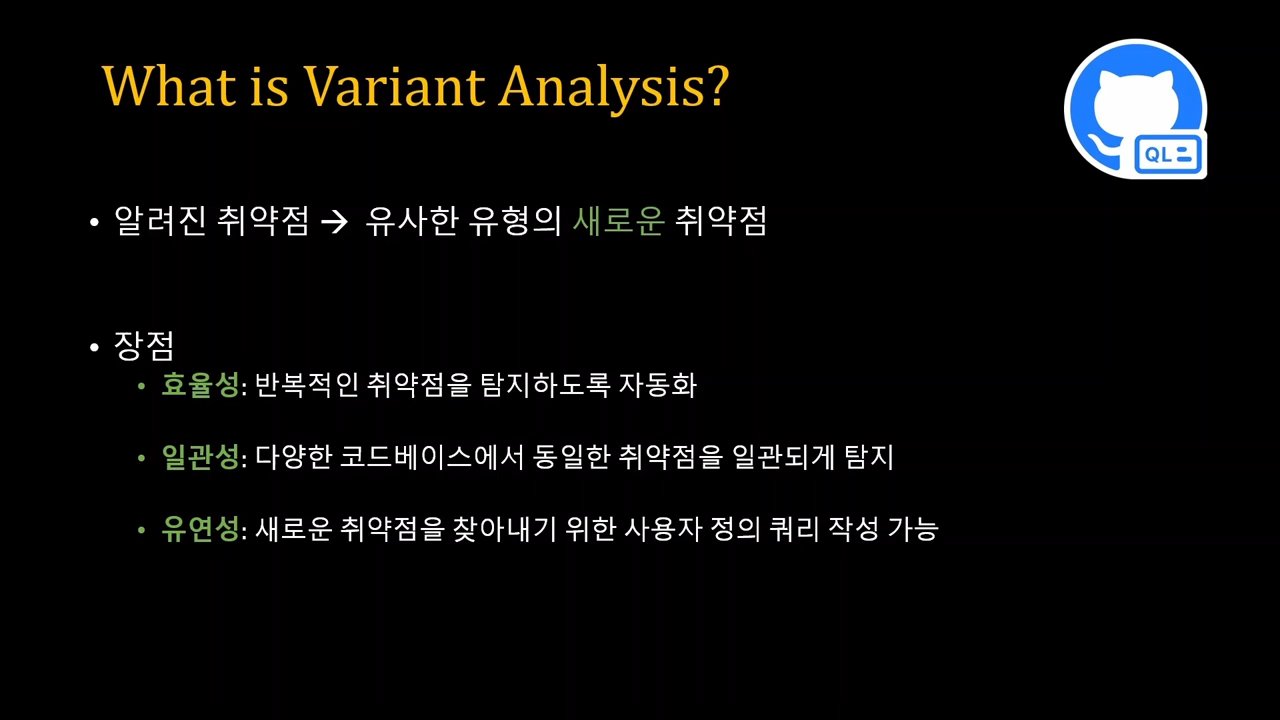 What is Variant Analysis?
QL
• 알려진 취약점 → 유사한 유형의 새로운 취약점
• 장점
• 효율성: 반복적인 취약점을 탐지하도록 자동화
• 일관성: 다양한 코드베이스에서 동일한 취약점을 일관되게 탐지
• 유연성: 새로운 취약점을 찾아내기 위한 사용자 정의 쿼리 작성 가능